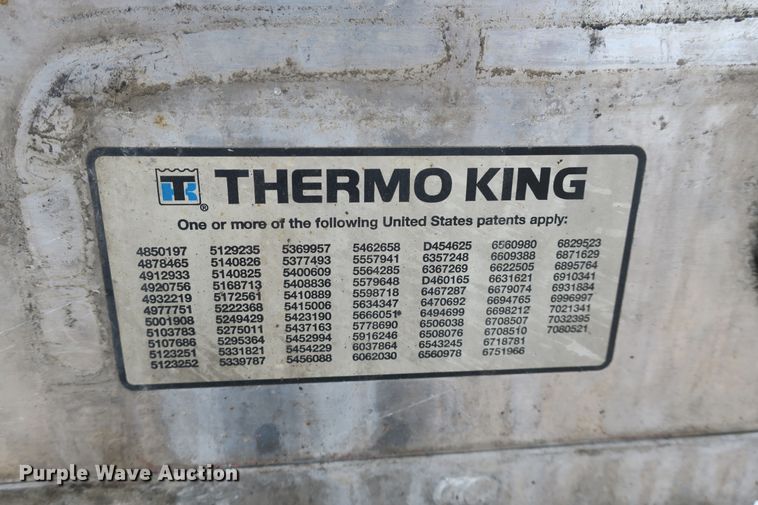 TK ® THERMO KING
One or more of the following United States patents apply:
4850197 5129235 5369957 5462658 D454625 6560980 6829523
4878465 5140826 5377493 5557941 6357248 6609388 6871629
4912933 5140825 5400609 5564285 6367269 6622505 6895764
4920756 5168713 5408836 5579648 D460165 6631621 6910341
4932219 5172561 5410889 5598718 6467287 6679074 6931884
4977751 5222368 5415006 5634347 6470692 6694765 6996997
5001908 5249429 5423190 5666051 6494699 6698212 7021341
5103783 5275011 5437163 5778690 6506038 6708507 7032395
5107686 5295364 5452994 5916246 6508076 6708510 7080521
5123251 5331821 5454229 6037864 6543245 6718781
5123252 5339787 5456088 6062030 6560978 6751966
Purple Wave Auction